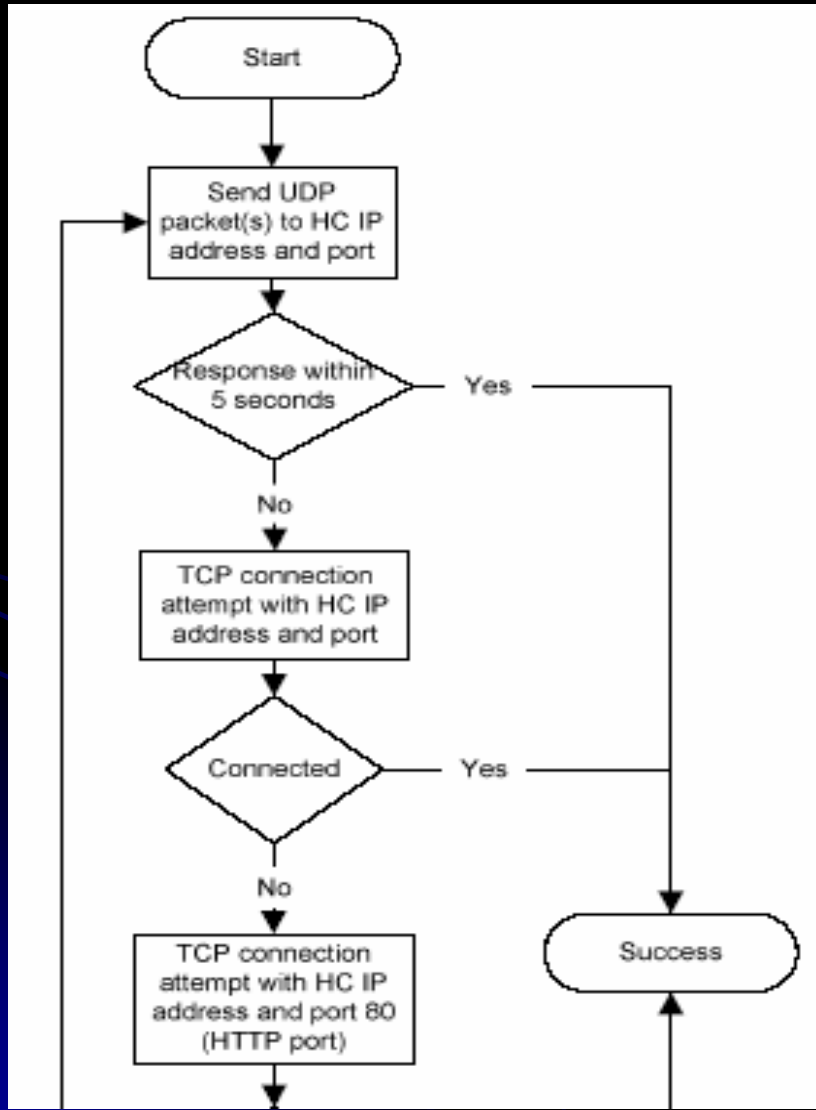 Start
Send UDP
packet(s) to HC IP
address and port
Response within
5 seconds
Yes
No
TCP connection
attempt with HC IP
address and port
Connected
Yes
No
TCP connection
attempt with HC IP
address and port 80
(HTTP port)
Success